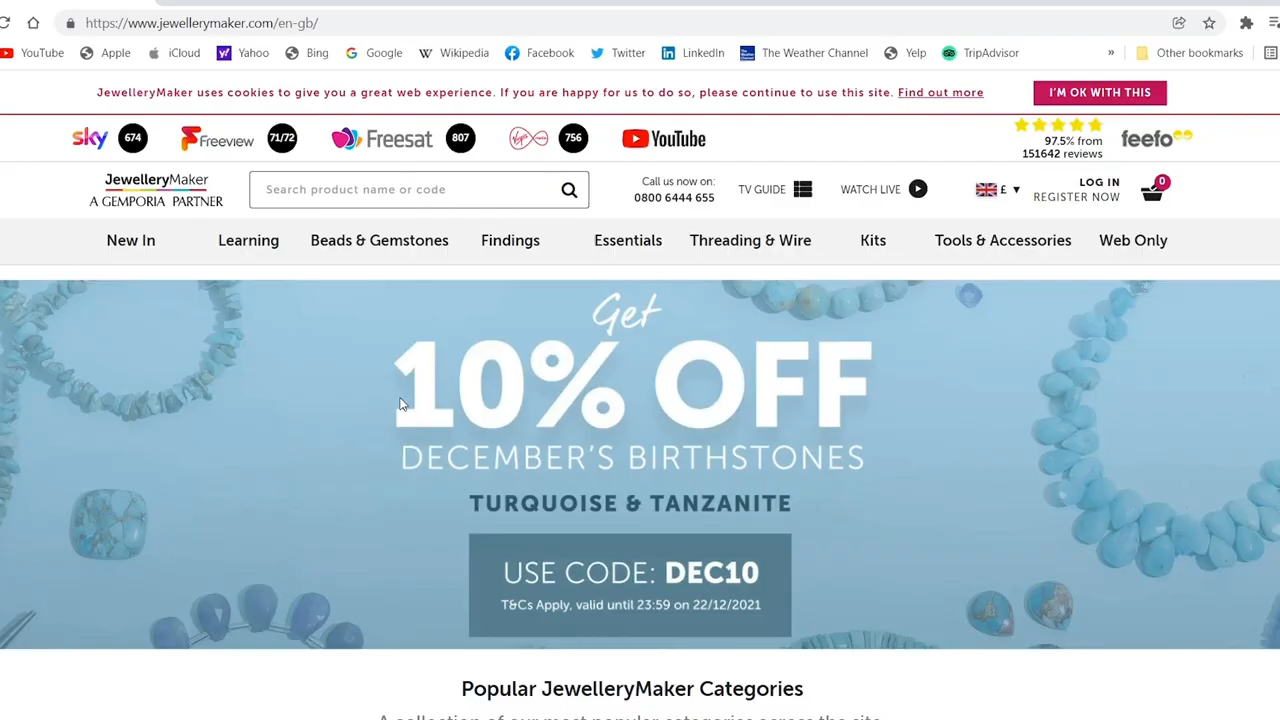 https://www.jewellerymaker.com/en-gb/
YouTube Apple iCloud Yahoo Bing Google Wikipedia Facebook Twitter LinkedIn The Weather Channel Yelp TripAdvisor » Other bookmarks
JewelleryMaker uses cookies to give you a great web experience. If you are happy for us to do so, please continue to use this site. Find out more
I'M OK WITH THIS
sky 674 Freeview 71/72 Freesat 807 756 YouTube
97.5% from
151642 reviews
feefo
JewelleryMaker
A GEMPORIA PARTNER
Search product name or code
Call us now on:
0800 6444 655
TV GUIDE
WATCH LIVE
£
LOG IN
REGISTER NOW
0
New In Learning Beads & Gemstones Findings Essentials Threading & Wire Kits Tools & Accessories Web Only
Get
10% OFF
DECEMBER'S BIRTHSTONES
TURQUOISE & TANZANITE
USE CODE: DEC10
T&Cs Apply, valid until 23:59 on 22/12/2021
Popular JewelleryMaker Categories
A collection of our most popular categories across the site